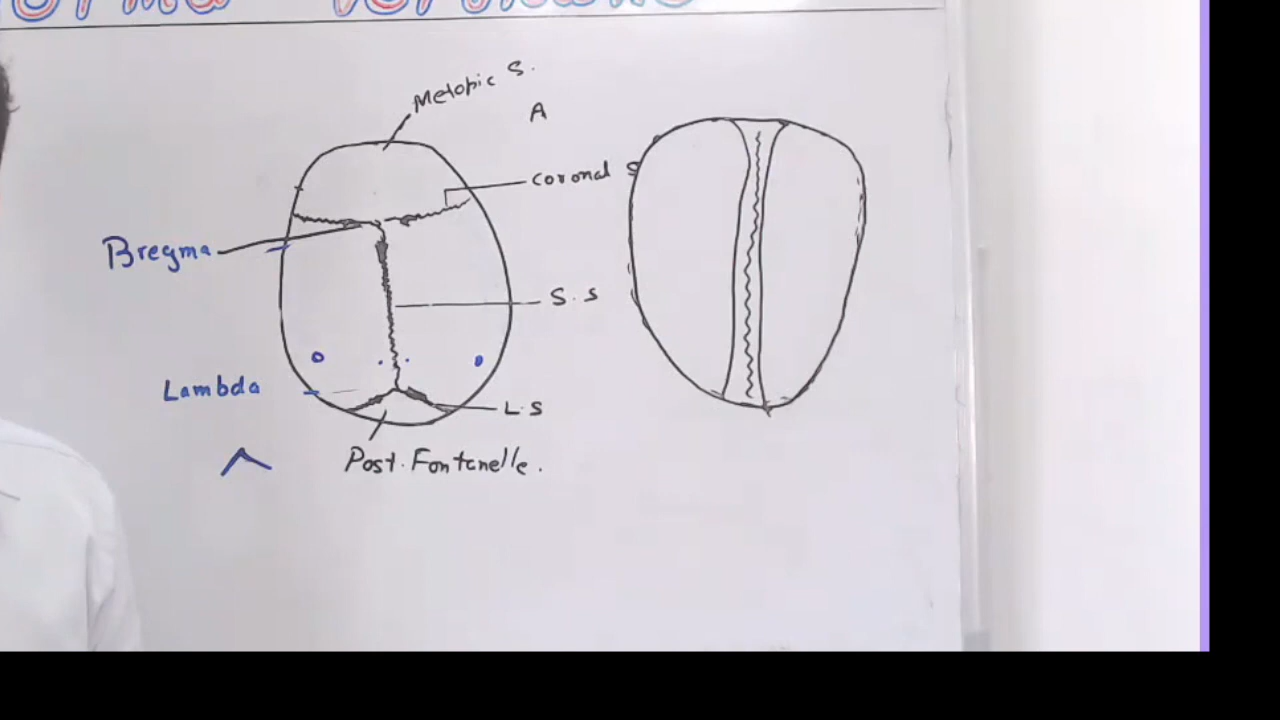 Metopic S.
A
Coronal S
Bregma
S.S
Lambda
L.S
Post. Fontanelle.